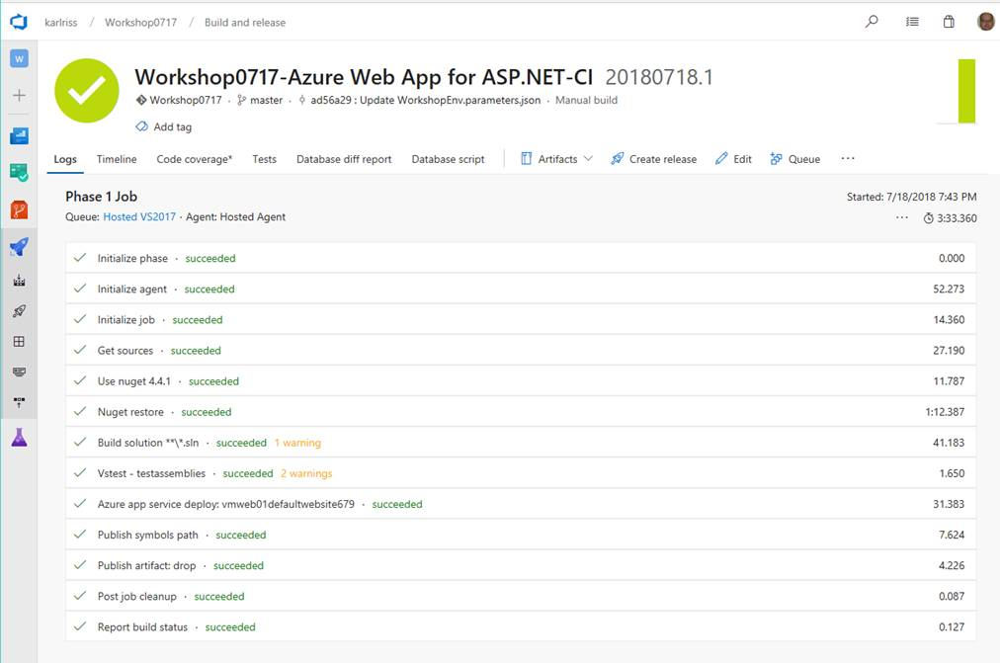 karlriss / Workshop0717 / Build and release
W
Workshop0717-Azure Web App for ASP.NET-CI 20180718.1
Workshop0717 · master · ad56a29 : Update WorkshopEnv.parameters.json · Manual build
Add tag
Logs Timeline Code coverage* Tests Database diff report Database script Artifacts Create release Edit Queue ···
Phase 1 Job Started: 7/18/2018 7:43 PM
Queue: Hosted VS2017 · Agent: Hosted Agent ··· 3:33.360
Initialize phase · succeeded 0.000
Initialize agent · succeeded 52.273
Initialize job · succeeded 14.360
Get sources · succeeded 27.190
Use nuget 4.4.1 · succeeded 11.787
Nuget restore · succeeded 1:12.387
Build solution **\*.sln · succeeded 1 warning 41.183
Vstest - testassemblies · succeeded 2 warnings 1.650
Azure app service deploy: vmweb01defaultwebsite679 · succeeded 31.383
Publish symbols path · succeeded 7.624
Publish artifact: drop · succeeded 4.226
Post job cleanup · succeeded 0.087
Report build status · succeeded 0.127